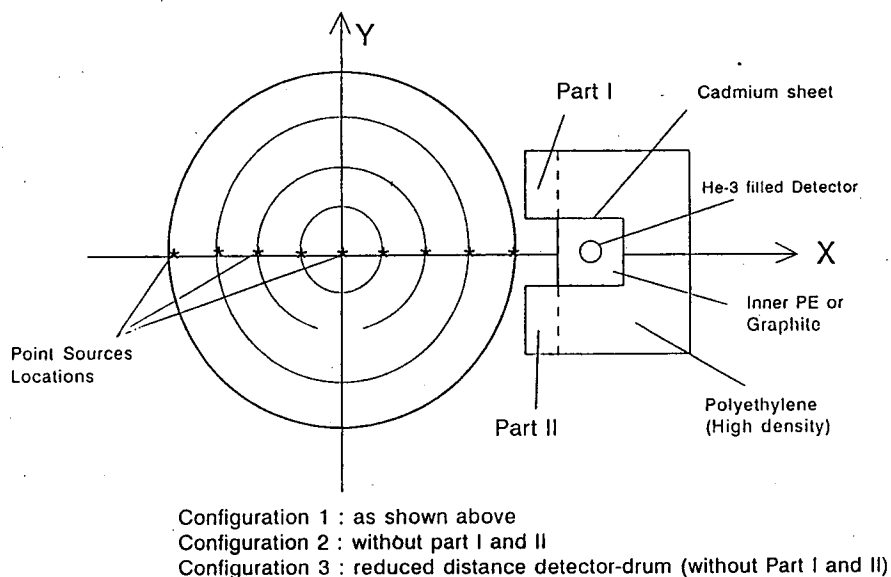 Y
Part I
Cadmium sheet
He-3 filled Detector
X
Inner PE or
Graphite
Point Sources
Locations
Polyethylene
(High density)
Part II
Configuration 1 : as shown above
Configuration 2 : without part I and II
Configuration 3 : reduced distance detector-drum (without Part I and II)